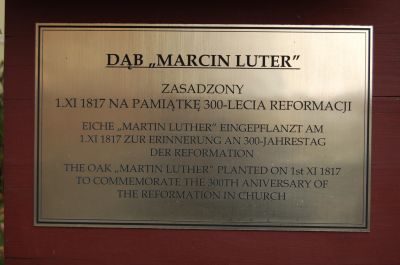 DĄB „MARCIN LUTER”
ZASADZONY
1.XI 1817 NA PAMIĄTKĘ 300-LECIA REFORMACJI
EICHE „MARTIN LUTHER” EINGEPFLANZT AM
1.XI 1817 ZUR ERINNERUNG AN 300-JAHRESTAG
DER REFORMATION
THE OAK „MARTIN LUTHER” PLANTED ON 1st XI 1817
TO COMMEMORATE THE 300TH ANIVERSARY OF
THE REFORMATION IN CHURCH